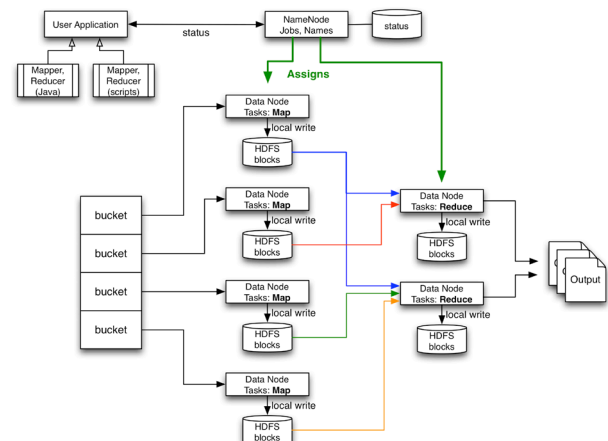 User Application
status
NameNode
Jobs, Names
status
Mapper,
Reducer
(Java)
Mapper,
Reducer
(scripts)
Assigns
Data Node
Tasks: Map
local write
HDFS
blocks
bucket
bucket
bucket
bucket
Data Node
Tasks: Map
local write
HDFS
blocks
Data Node
Tasks: Map
local write
HDFS
blocks
Data Node
Tasks: Map
local write
HDFS
blocks
Data Node
Tasks: Reduce
local write
HDFS
blocks
Data Node
Tasks: Reduce
local write
HDFS
blocks
Output